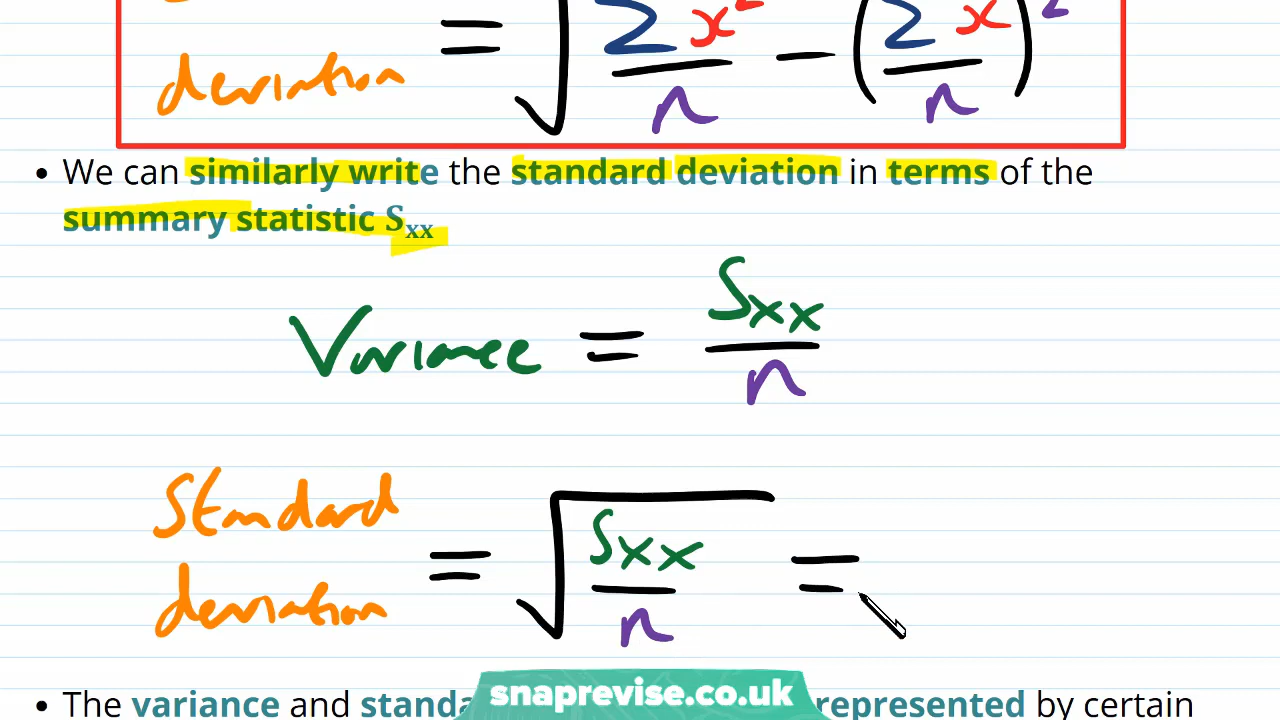 deviation = √ Σx² / n − (Σx / n)²
• We can similarly write the standard deviation in terms of the
summary statistic Sxx
Variance = Sxx / n
Standard
deviation = √ Sxx / n =
• The variance and standa represented by certain
snaprevise.co.uk